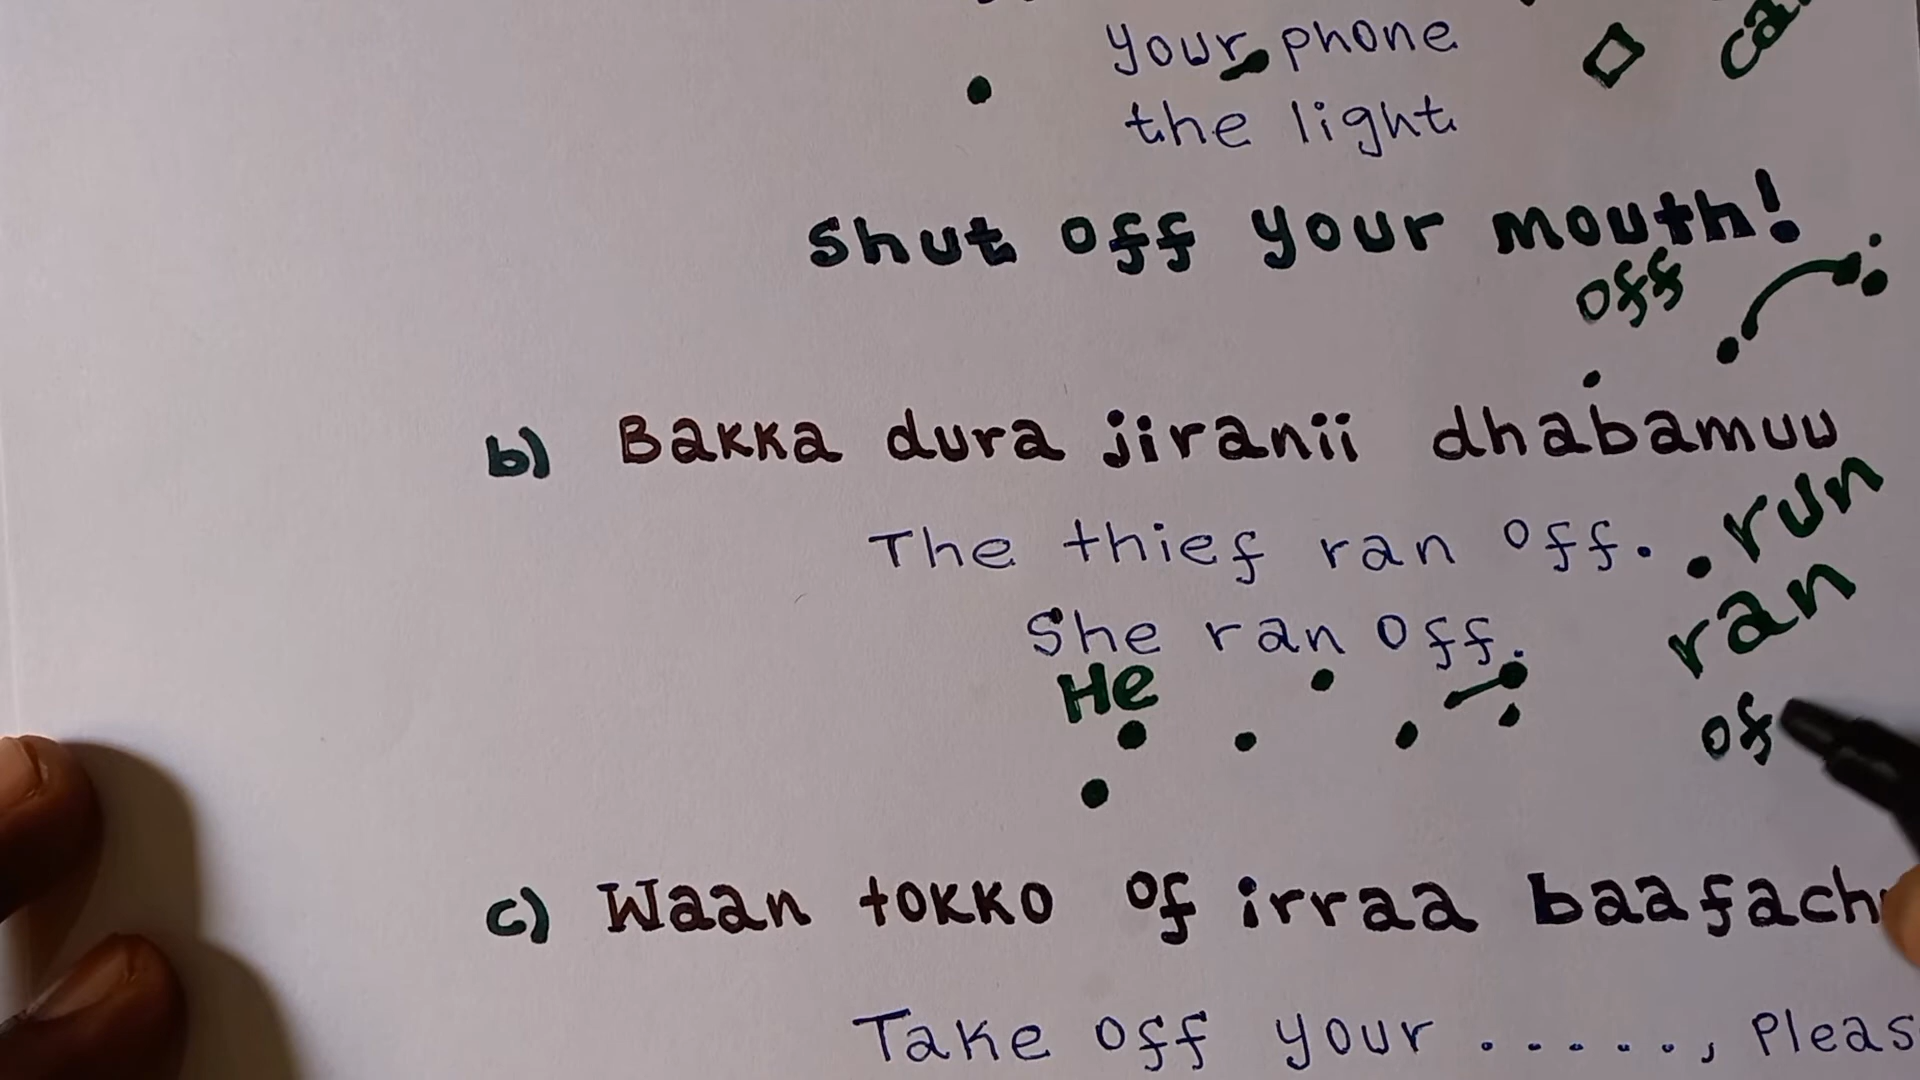 your phone
ca
the light
Shut off your mouth!
off
b) Bakka dura jiranii dhabamuu
run
The thief ran off.
ran
She ran off.
He
of
c) Waan tokko of irraa baafach
Take off your ....., Pleas